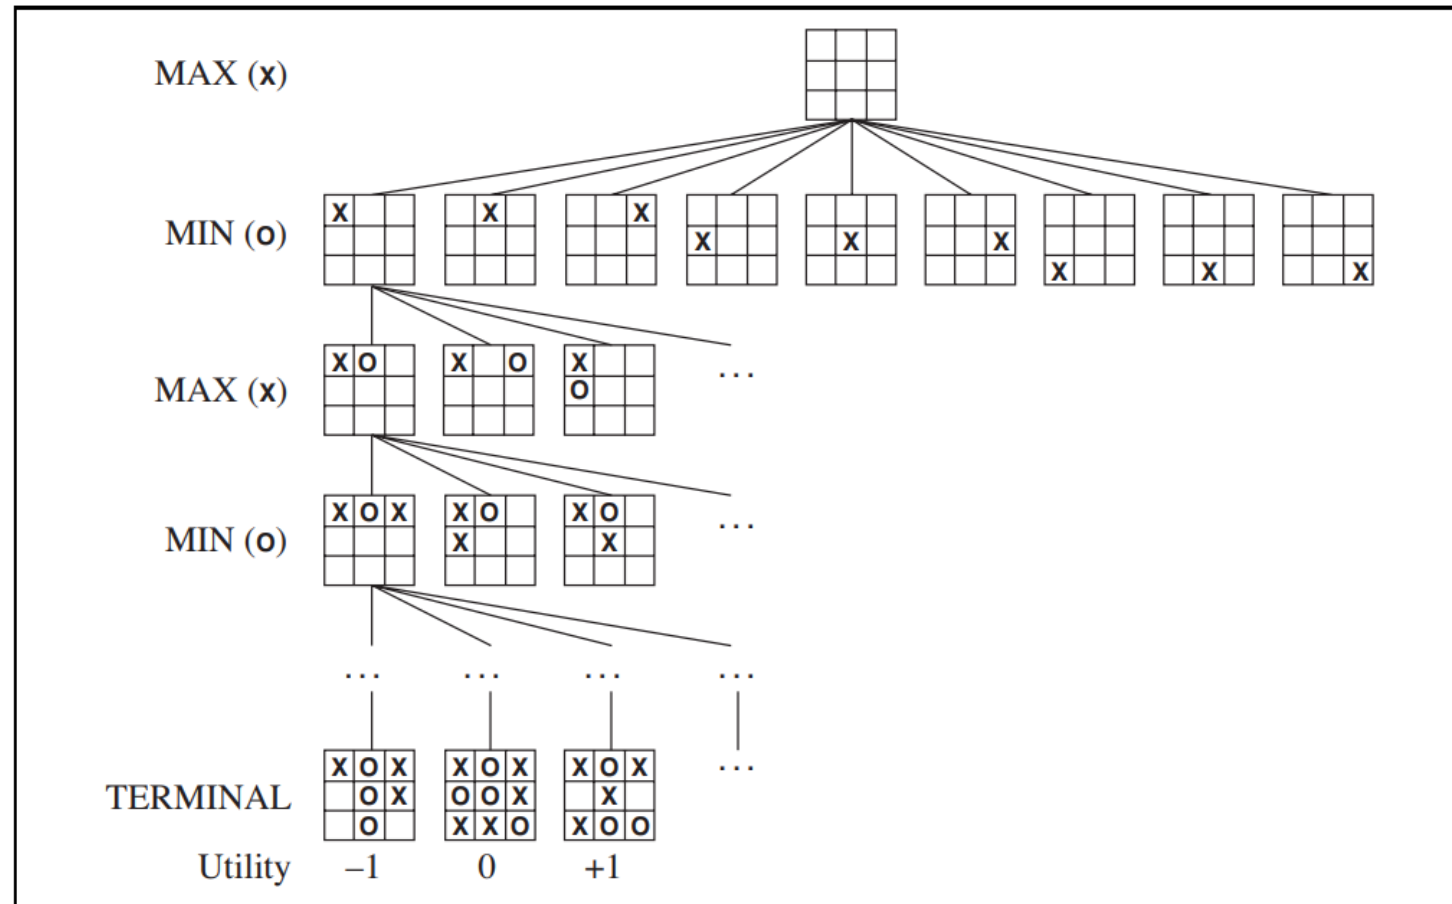 MAX (X)
MIN (O)
X X X X X X X X X
MAX (X)
X O X O X ...
O
MIN (O)
X O X X O X O ...
X X
... ... ... ...
TERMINAL
X O X X O X X O X ...
O X O O X X
O X X O X O O
Utility –1 0 +1